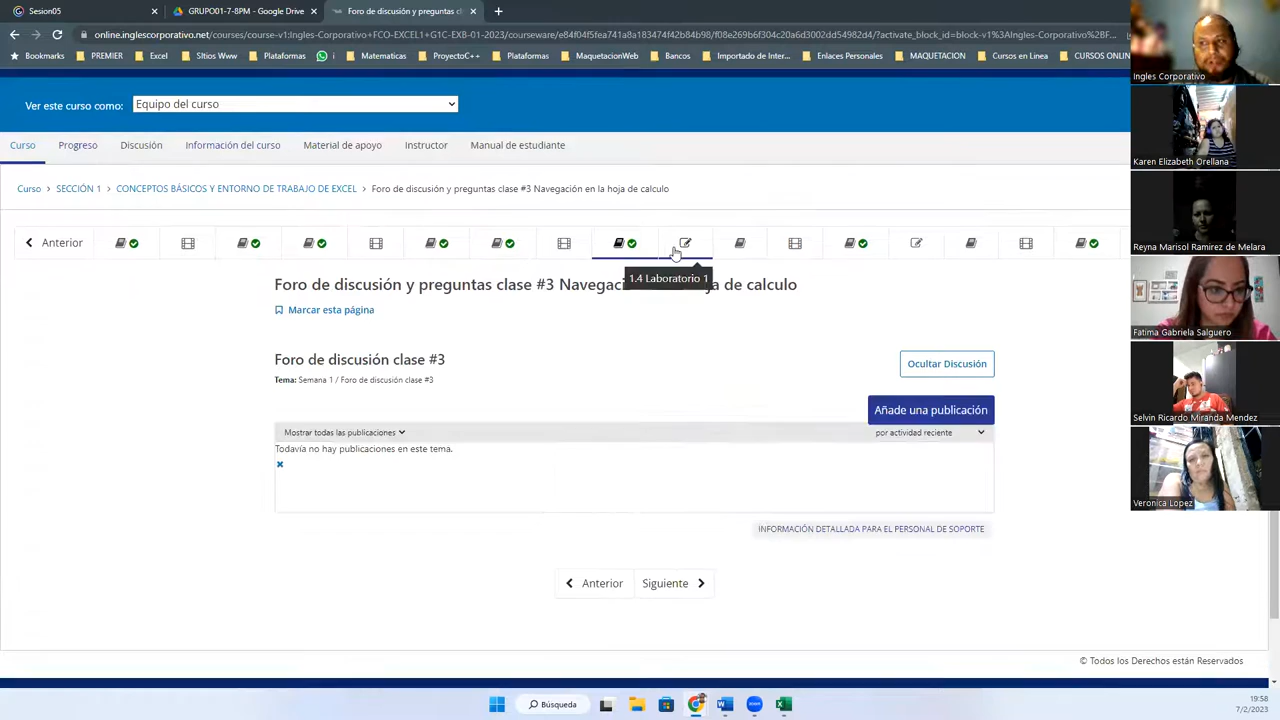 Sesion05
GRUPO01-7-8PM - Google Drive
Foro de discusión y preguntas cl
online.inglescorporativo.net/courses/course-v1:Ingles-Corporativo+FCO-EXCEL1+G1C-EXB-01-2023/courseware/e84f04f5fea741a8a183474f42b84b98/f08e269b6f304104c20a6d3002dd54982d4/?activate_block_id=block-v1%3AIngles-Corporativo%2BF...
Bookmarks
PREMIER
Excel
SItios Www
Plataformas
Matematicas
ProyectoC++
Plataformas
MaquetacionWeb
Bancos
Importado de Inter...
Enlaces Personales
MAQUETACION
Cursos en Linea
CURSOS ONLIN
Ver este curso como:
Equipo del curso
Curso
Progreso
Discusión
Información del curso
Material de apoyo
Instructor
Manual de estudiante
Curso
SECCIÓN 1
CONCEPTOS BÁSICOS Y ENTORNO DE TRABAJO DE EXCEL
Foro de discusión y preguntas clase #3 Navegación en la hoja de calculo
Anterior
1.4 Laboratorio 1
Foro de discusión y preguntas clase #3 Navegac
ja de calculo
Marcar esta página
Foro de discusión clase #3
Ocultar Discusión
Tema: Semana 1 / Foro de discusión clase #3
Añade una publicación
Mostrar todas las publicaciones
por actividad reciente
Todavía no hay publicaciones en este tema.
INFORMACIÓN DETALLADA PARA EL PERSONAL DE SOPORTE
Anterior
Siguiente
© Todos los Derechos están Reservados
Búsqueda
19:58
7/2/2023
Ingles Corporativo
Karen Elizabeth Orellana
Reyna Marisol Ramirez de Melara
Fatima Gabriela Salguero
Selvin Ricardo Miranda Mendez
Veronica Lopez